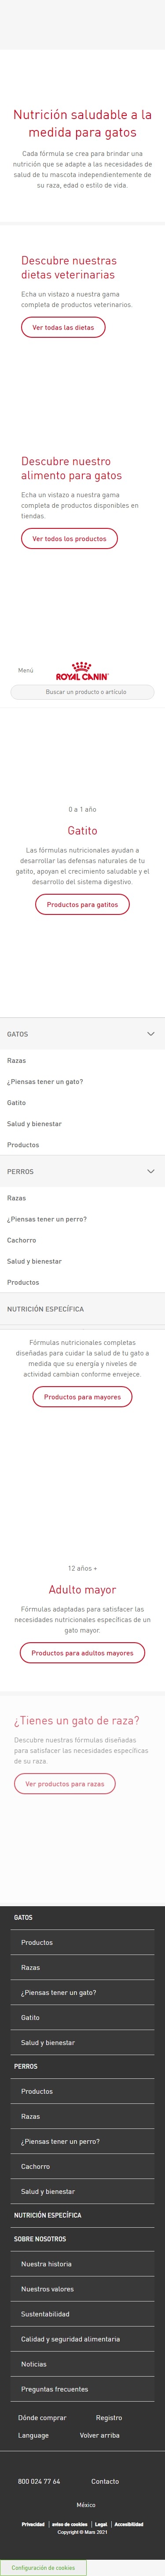 Nutrición saludable a la
medida para gatos
Cada fórmula se crea para brindar una
nutrición que se adapte a las necesidades de
salud de tu mascota independientemente de
su raza, edad o estilo de vida.
Descubre nuestras
dietas veterinarias
Echa un vistazo a nuestra gama
completa de productos veterinarios.
Ver todas las dietas
Descubre nuestro
alimento para gatos
Echa un vistazo a nuestra gama
completa de productos disponibles en
tiendas.
Ver todos los productos
Menú
ROYAL CANIN
Buscar un producto o artículo
0 a 1 año
Gatito
Las fórmulas nutricionales ayudan a
desarrollar las defensas naturales de tu
gato, apoyan el crecimiento saludable y el
desarrollo del sistema digestivo.
Productos para gatitos
GATOS
Razas
¿Piensas tener un gato?
Gatito
Salud y bienestar
Productos
PERROS
Razas
¿Piensas tener un perro?
Cachorro
Salud y bienestar
Productos
NUTRICIÓN ESPECÍFICA
Fórmulas nutricionales completas
diseñadas para cuidar la salud de tu gato a
medida que su energía y niveles de
actividad cambian conforme envejece.
Productos para mayores
12 años +
Adulto mayor
Fórmulas adaptadas para satisfacer las
necesidades nutricionales específicas de un
gato mayor.
Productos para adultos mayores
¿Tienes un gato de raza?
Descubre nuestras fórmulas diseñadas
para satisfacer las necesidades específicas
de su raza.
Ver productos para razas
GATOS
Productos
Razas
¿Piensas tener un gato?
Gatito
Salud y bienestar
PERROS
Productos
Razas
¿Piensas tener un perro?
Cachorro
Salud y bienestar
NUTRICIÓN ESPECÍFICA
SOBRE NOSOTROS
Nuestra historia
Nuestros valores
Sustentabilidad
Calidad y seguridad alimentaria
Noticias
Preguntas frecuentes
Dónde comprar Registro
Language Volver arriba
800 024 77 64 Contacto
México
Privacidad | aviso de cookies | Legal | Accesibilidad
Copyright © Mars 2021
Configuración de cookies